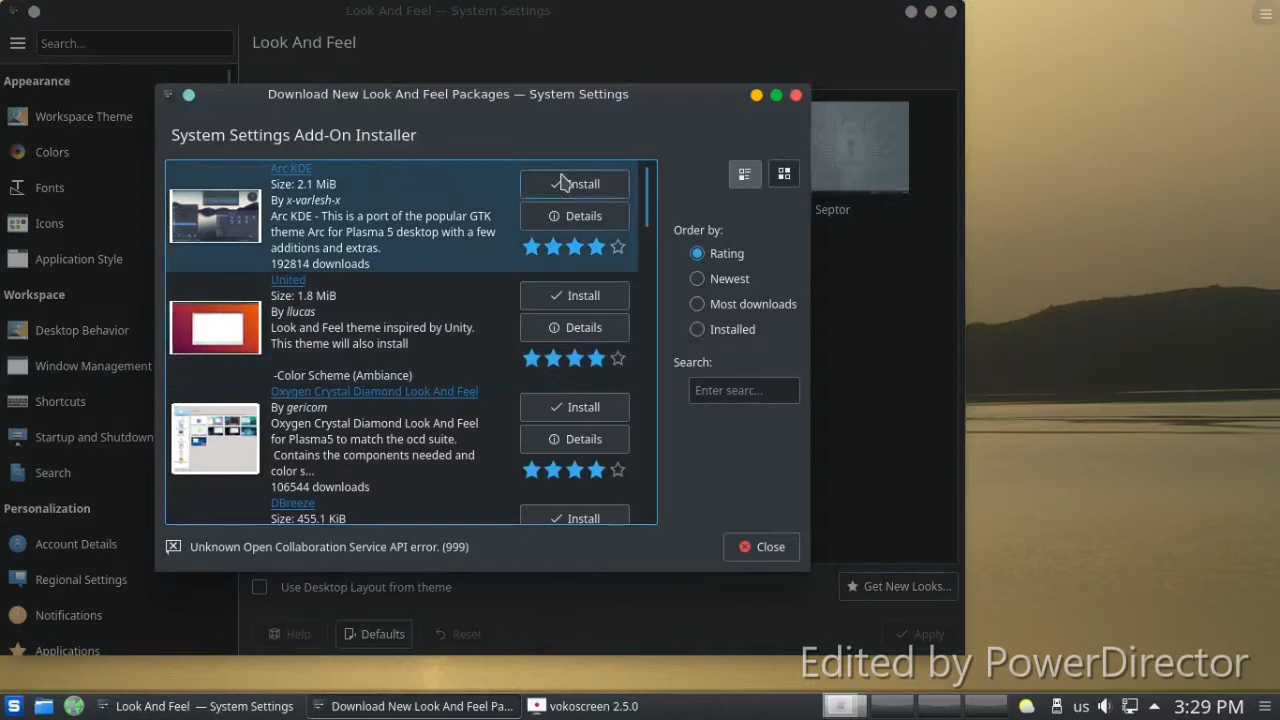 Look And Feel — System Settings
Search...
Look And Feel
Appearance
Workspace Theme
Colors
Fonts
Icons
Application Style
Workspace
Desktop Behavior
Window Management
Shortcuts
Startup and Shutdown
Search
Personalization
Account Details
Regional Settings
Notifications
Applications
Download New Look And Feel Packages — System Settings
System Settings Add-On Installer
Arc KDE
Size: 2.1 MiB
By x-varlesh-x
Arc KDE - This is a port of the popular GTK
theme Arc for Plasma 5 desktop with a few
additions and extras.
192814 downloads
Install
Details
United
Size: 1.8 MiB
By llucas
Look and Feel theme inspired by Unity.
This theme will also install
-Color Scheme (Ambiance)
Install
Details
Oxygen Crystal Diamond Look And Feel
By gericom
Oxygen Crystal Diamond Look And Feel
for Plasma5 to match the ocd suite.
Contains the components needed and
color s...
106544 downloads
Install
Details
DBreeze
Size: 455.1 KiB
Install
Order by:
Rating
Newest
Most downloads
Installed
Search:
Enter searc...
Unknown Open Collaboration Service API error. (999)
Close
Septor
Use Desktop Layout from theme
Get New Looks...
Help
Defaults
Reset
Apply
Edited by PowerDirector
Look And Feel — System Settings
Download New Look And Feel Pa...
vokoscreen 2.5.0
us
3:29 PM